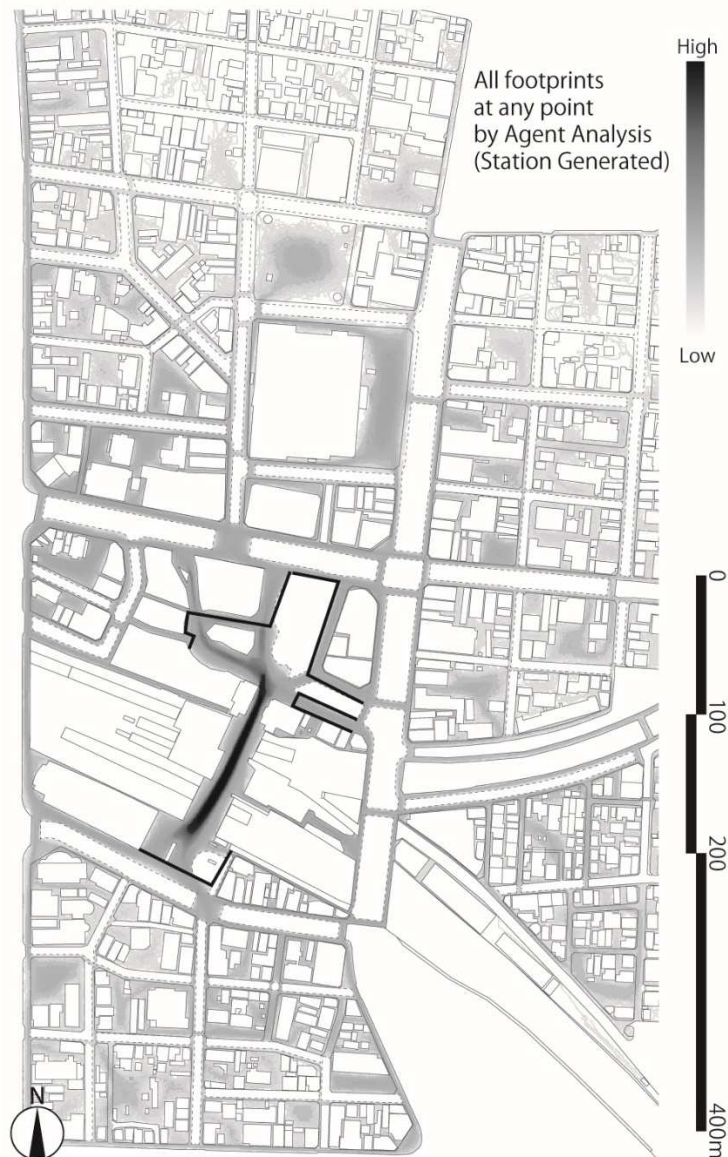 All footprints
at any point
by Agent Analysis
(Station Generated)
High
Low
0
100
200
400m
N